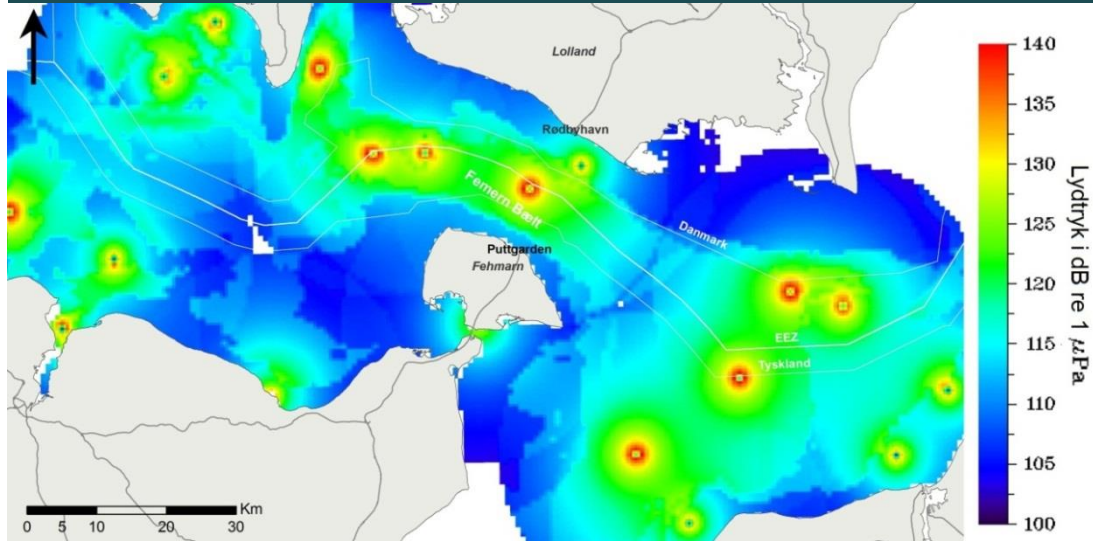 Lolland
Rødbyhavn
Femern Bælt
Danmark
Puttgarden
Fehmarn
EEZ
Tyskland
0 5 10 20 30 Km
140
135
130
125
120
115
110
105
100
Lydtryk i dB re 1 µPa